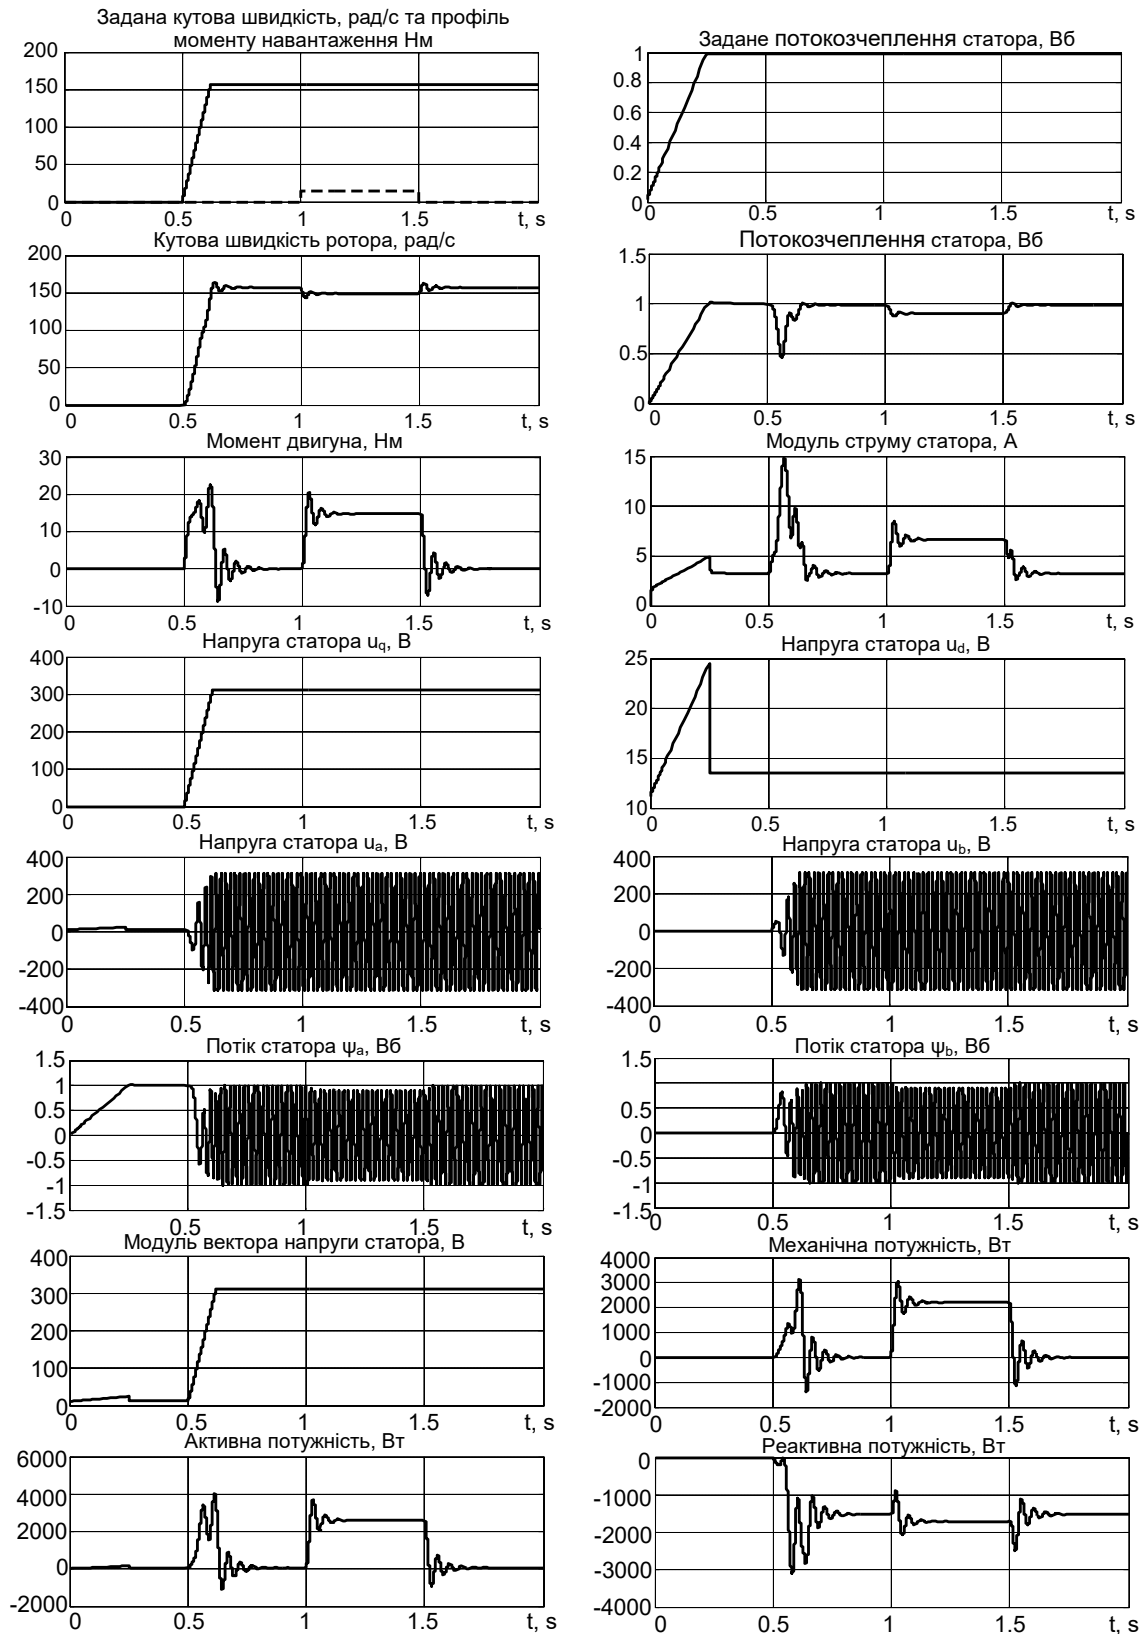 Задана кутова швидкість, рад/с та профіль
моменту навантаження Нм
200
150
100
50
0
0 0.5 1 1.5 t, s
Задане потокозчеплення статора, Вб
1
0.8
0.6
0.4
0.2
0
0 0.5 1 1.5 t, s
Кутова швидкість ротора, рад/с
200
150
100
50
0
0 0.5 1 1.5 t, s
Потокозчеплення статора, Вб
1.5
1
0.5
0
0 0.5 1 1.5 t, s
Момент двигуна, Нм
30
20
10
0
-10
0 0.5 1 1.5 t, s
Модуль струму статора, А
15
10
5
0
0 0.5 1 1.5 t, s
Напруга статора uq, В
400
300
200
100
0
0 0.5 1 1.5 t, s
Напруга статора ud, В
25
20
15
10
0 0.5 1 1.5 t, s
Напруга статора uа, В
400
200
0
-200
-400
0 0.5 1 1.5 t, s
Напруга статора ub, В
400
200
0
-200
-400
0 0.5 1 1.5 t, s
Потік статора ψа, Вб
1.5
1
0.5
0
-0.5
-1
-1.5
0.5 1 1.5 t, s
Потік статора ψb, Вб
1.5
1
0.5
0
-0.5
-1
-1.5
0 0.5 1 1.5 t, s
Модуль вектора напруги статора, В
400
300
200
100
0
0 0.5 1 1.5 t, s
Механічна потужність, Вт
4000
3000
2000
1000
0
-1000
-2000
0 0.5 1 1.5 t, s
Активна потужність, Вт
6000
4000
2000
0
-2000
0 0.5 1 1.5 t, s
Реактивна потужність, Вт
0
-1000
-2000
-3000
-4000
0 0.5 1 1.5 t, s